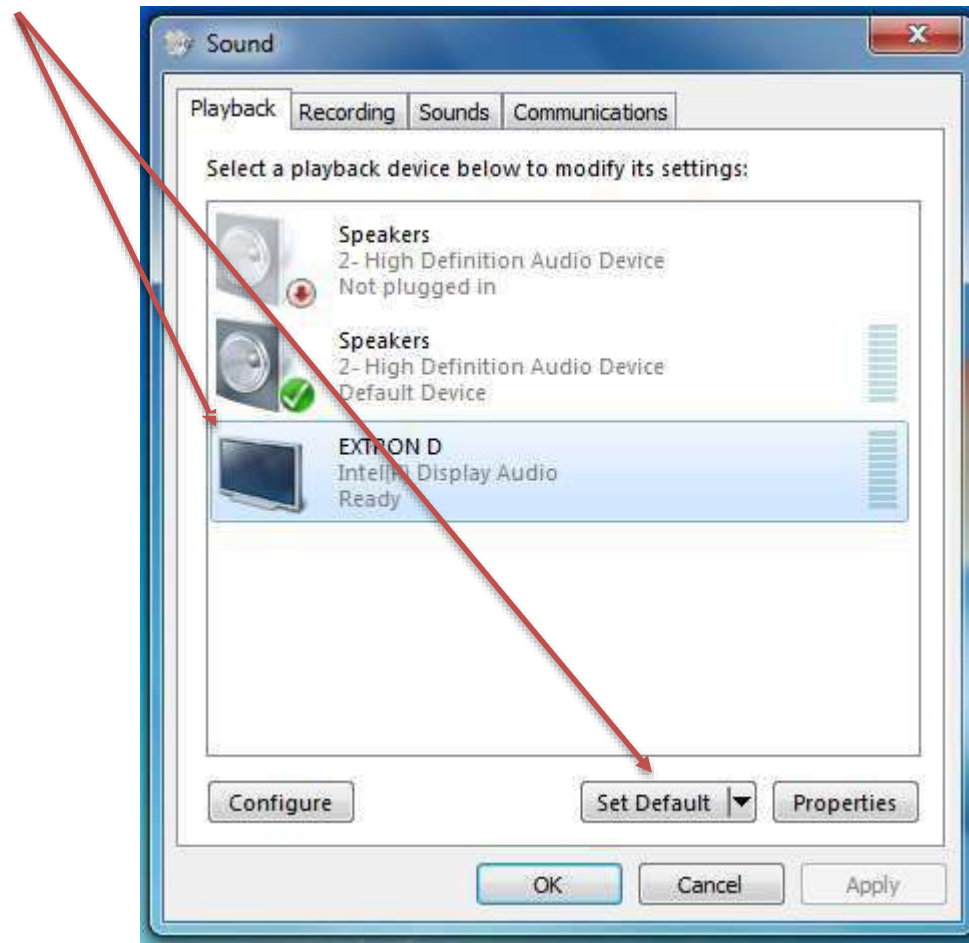 Sound
Playback Recording Sounds Communications
Select a playback device below to modify its settings:
Speakers
2- High Definition Audio Device
Not plugged in
Speakers
2- High Definition Audio Device
Default Device
EXTRON D
Intel(R) Display Audio
Ready
Configure Set Default Properties
OK Cancel Apply